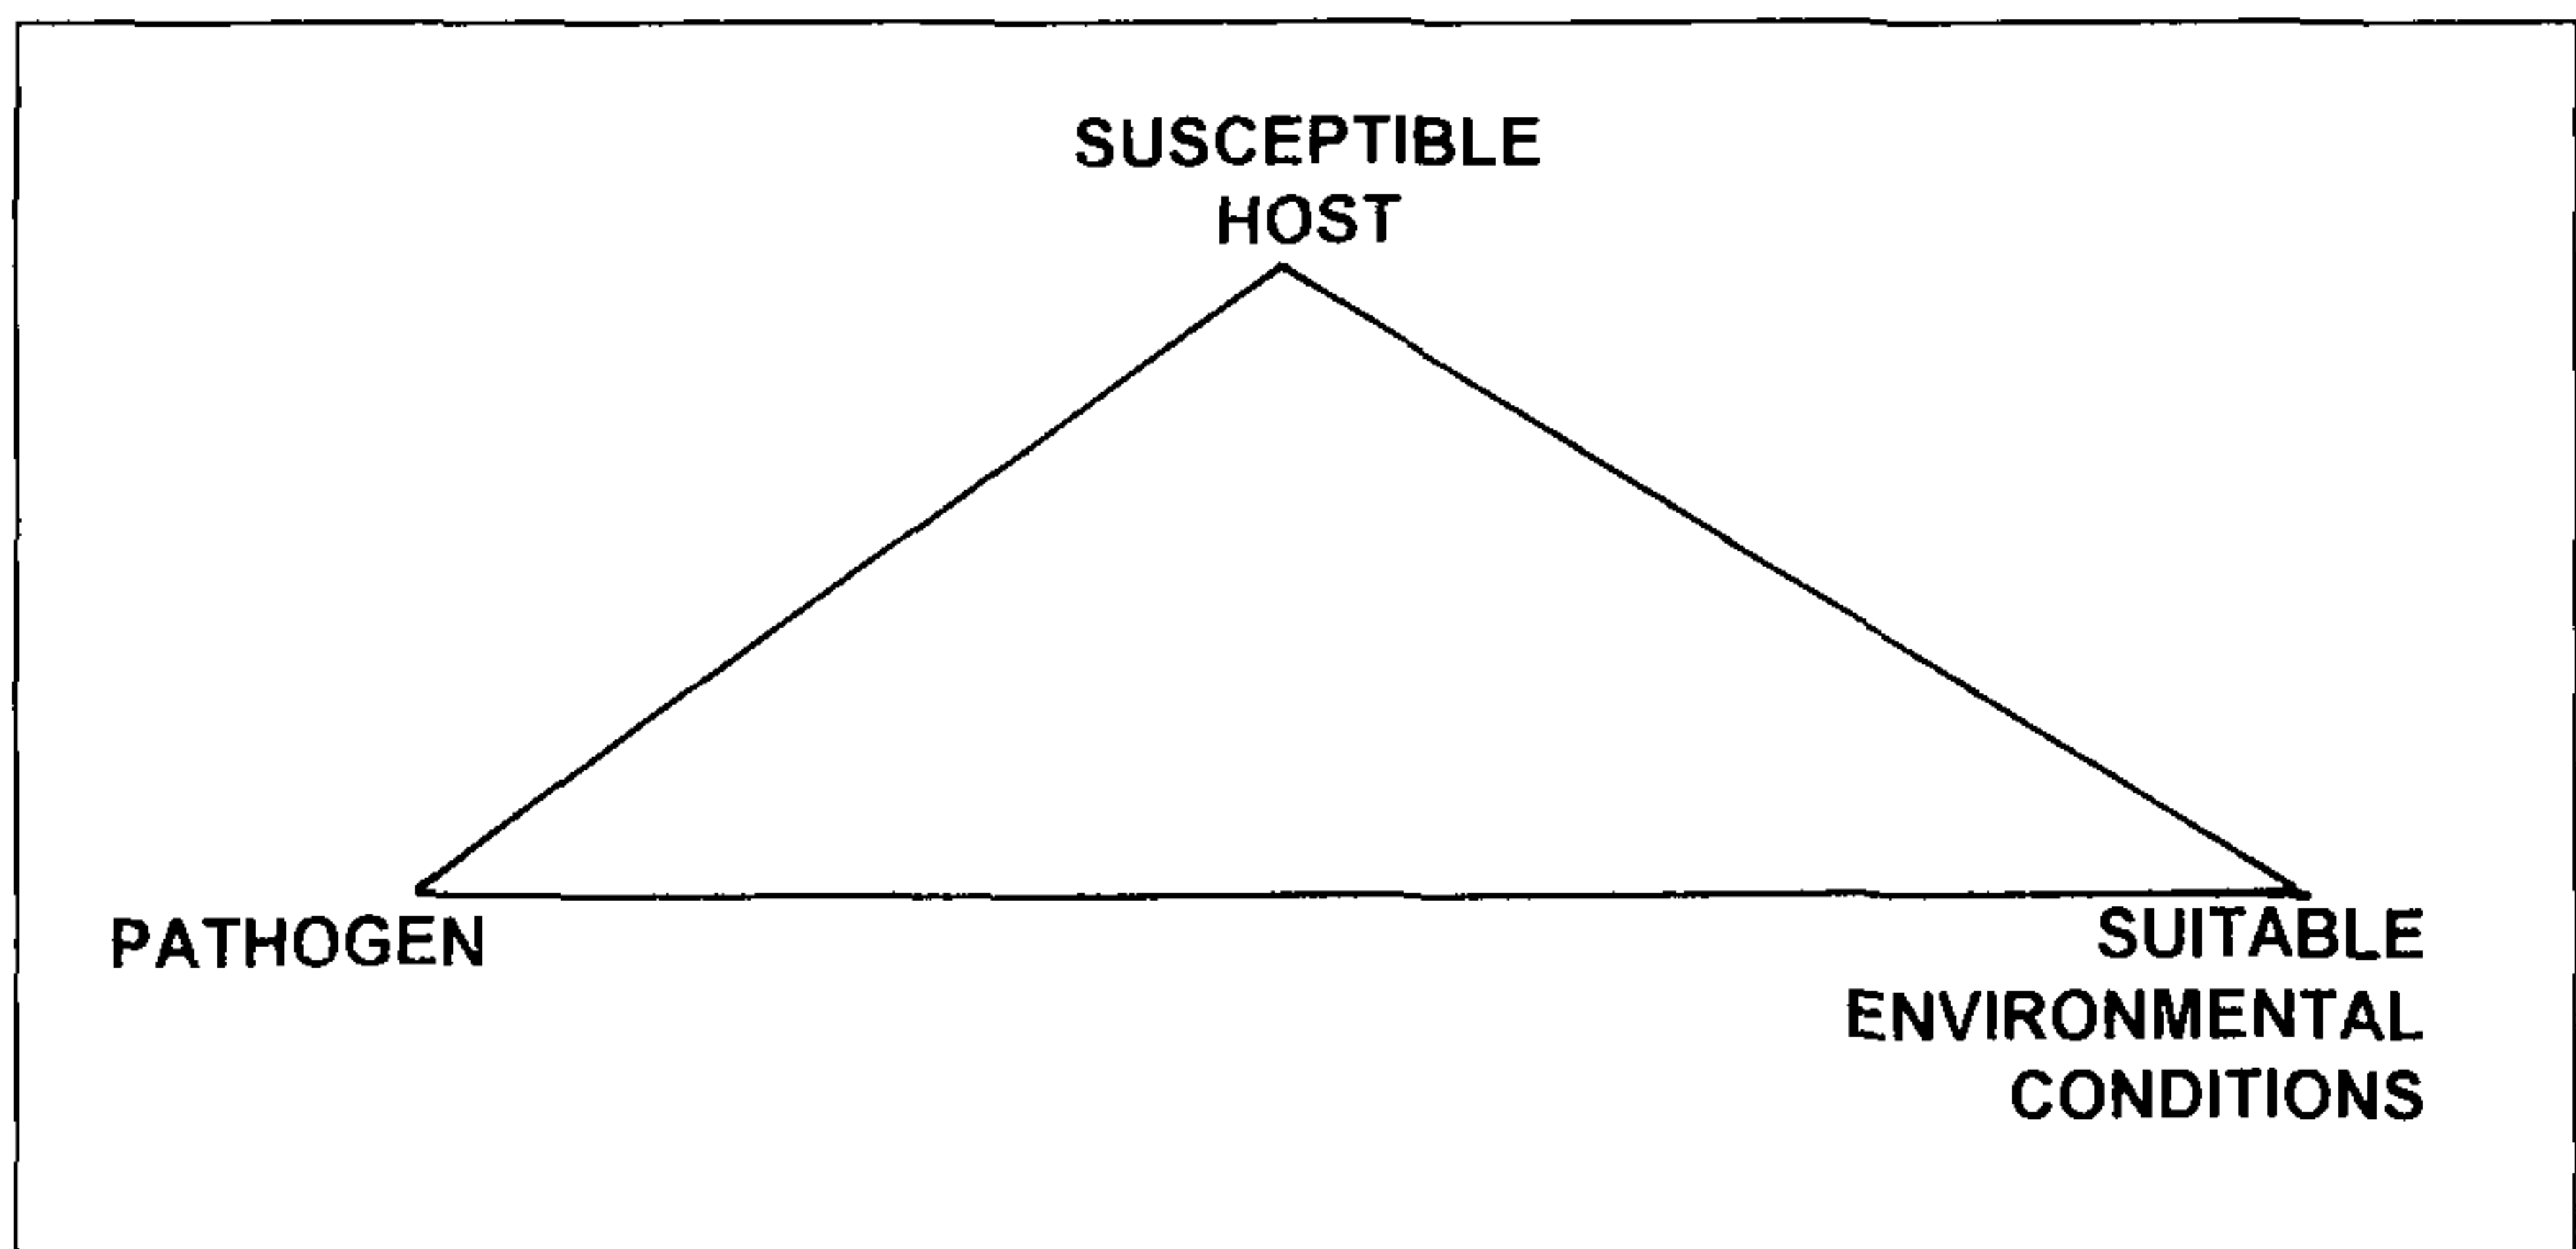 SUSCEPTIBLE
HOST
PATHOGEN
SUITABLE
ENVIRONMENTAL
CONDITIONS